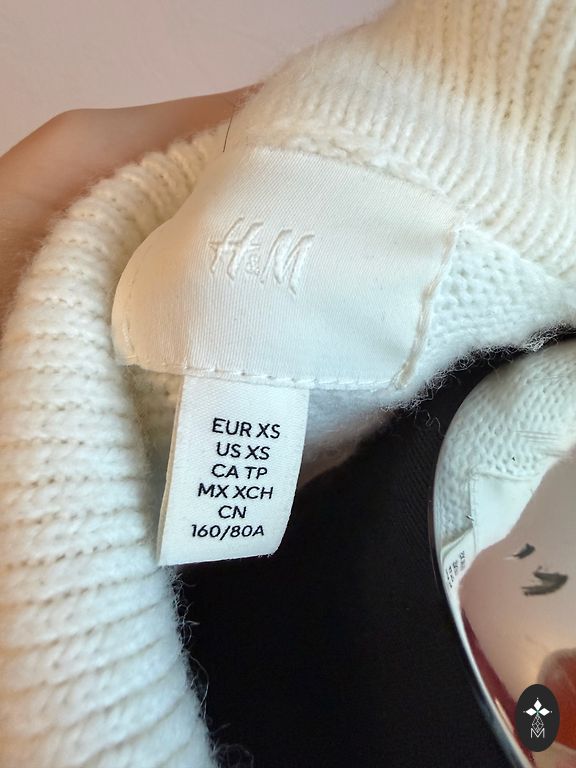 H&M
EUR XS
US XS
CA TP
MX XCH
CN
160/80A
M